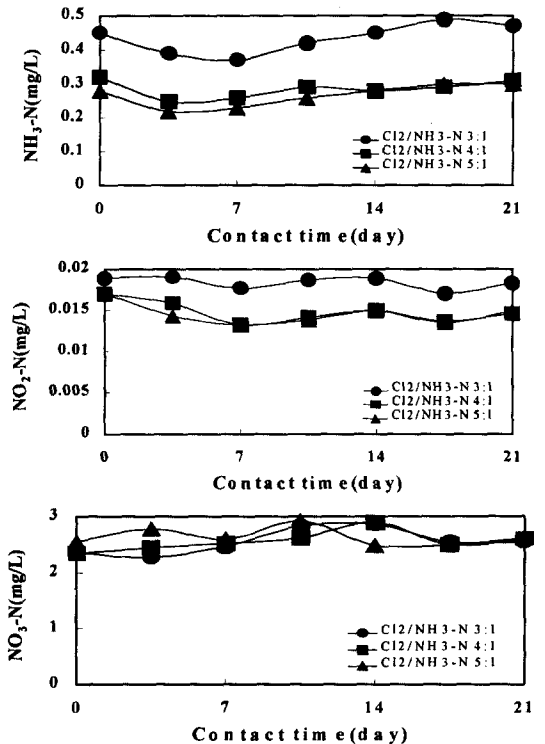 0.5
0.4
0.3
0.2
0.1
0
NH3-N(mg/L)
Cl2/NH3-N 3:1
Cl2/NH3-N 4:1
Cl2/NH3-N 5:1
0 7 14 21
Contact time(day)
0.02
0.015
0.01
0.005
0
NO2-N(mg/L)
Cl2/NH3-N 3:1
Cl2/NH3-N 4:1
Cl2/NH3-N 5:1
0 7 14 21
Contact time(day)
3
2
1
0
NO3-N(mg/L)
Cl2/NH3-N 3:1
Cl2/NH3-N 4:1
Cl2/NH3-N 5:1
0 7 14 21
Contact time(day)